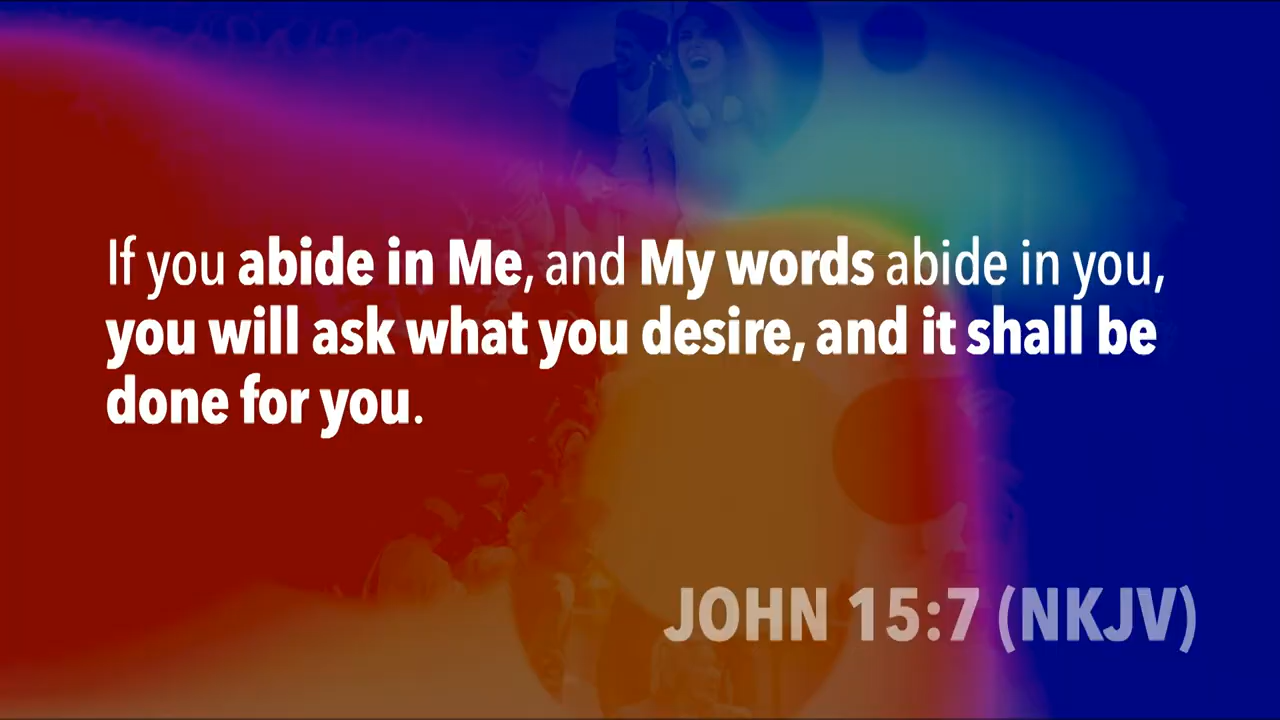 If you abide in Me, and My words abide in you,
you will ask what you desire, and it shall be
done for you.
JOHN 15:7 (NKJV)